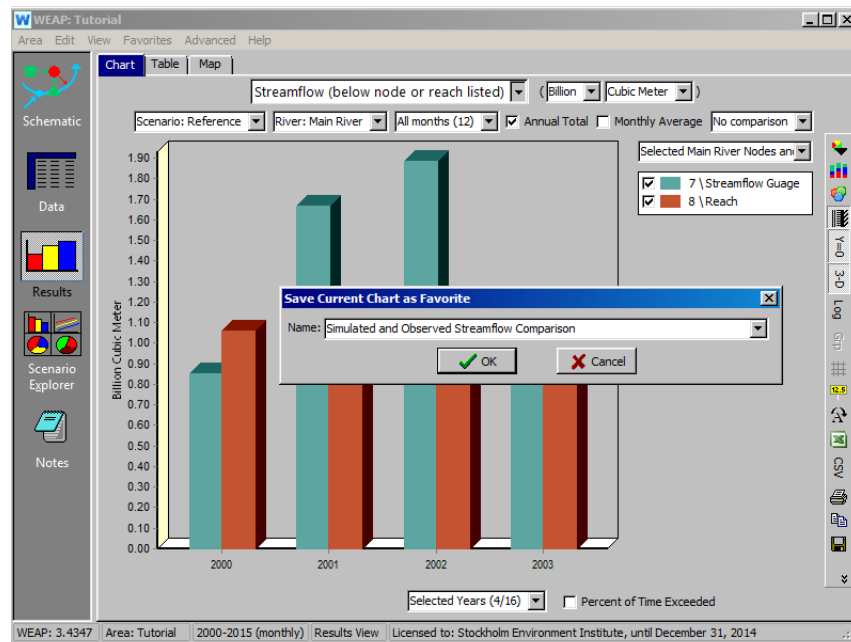 WEAP: Tutorial
Area Edit View Favorites Advanced Help
Chart Table Map
Streamflow (below node or reach listed) ( Billion Cubic Meter )
Scenario: Reference River: Main River All months (12) Annual Total Monthly Average No comparison
Selected Main River Nodes an
7 \ Streamflow Guage
8 \ Reach
Schematic
Data
Results
Scenario
Explorer
Notes
Billion Cubic Meter
1.90
1.80
1.70
1.60
1.50
1.40
1.30
1.20
1.10
1.00
0.90
0.80
0.70
0.60
0.50
0.40
0.30
0.20
0.10
0.00
2000 2001 2002 2003
Save Current Chart as Favorite
Name: Simulated and Observed Streamflow Comparison
OK Cancel
Y=0
3-D
Log
Grp
12.5
A
CSV
Selected Years (4/16) Percent of Time Exceeded
WEAP: 3.4347 Area: Tutorial 2000-2015 (monthly) Results View Licensed to: Stockholm Environment Institute, until December 31, 2014